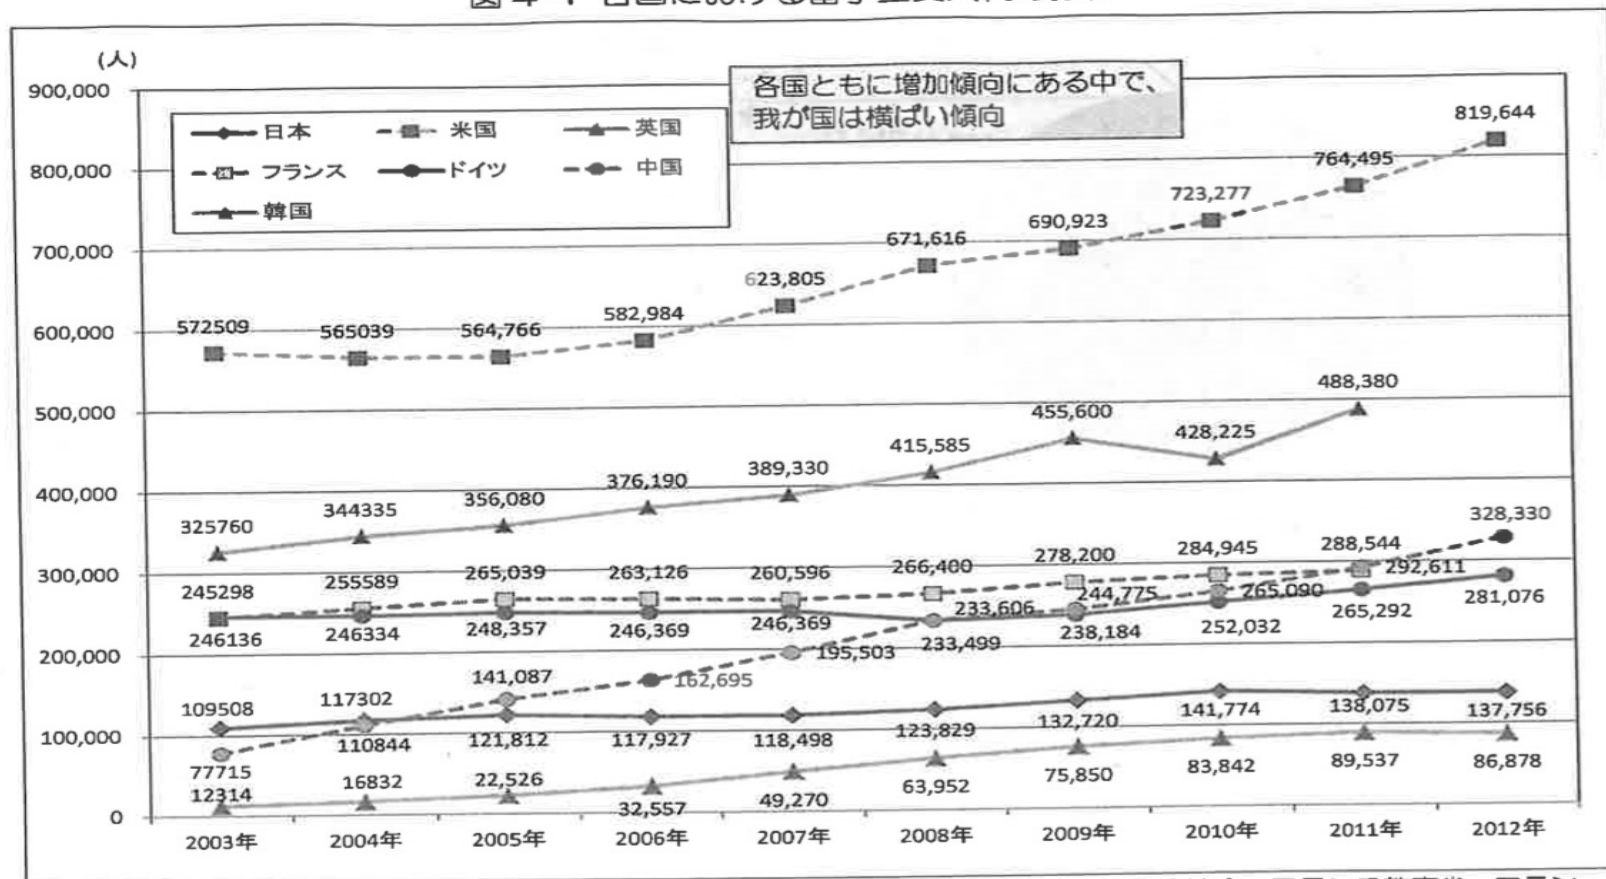 (人)
900,000
800,000
700,000
600,000
500,000
400,000
300,000
200,000
100,000
0
日本 米国 英国
フランス ドイツ 中国
韓国
各国ともに増加傾向にある中で、
我が国は横ばい傾向
572509 565039 564,766 582,984 623,805 671,616 690,923 723,277 764,495 819,644
325760 344335 356,080 376,190 389,330 415,585 455,600 428,225 488,380
245298 255589 265,039 263,126 260,596 266,400 278,200 284,945 288,544
246136 246334 248,357 246,369 246,369 233,499 238,184 252,032 265,292 281,076
77715 110844 141,087 162,695 195,503 233,606 244,775 265,090 292,611 328,330
109508 117302 121,812 117,927 118,498 123,829 132,720 141,774 138,075 137,756
12314 16832 22,526 32,557 49,270 63,952 75,850 83,842 89,537 86,878
2003年 2004年 2005年 2006年 2007年 2008年 2009年 2010年 2011年 2012年